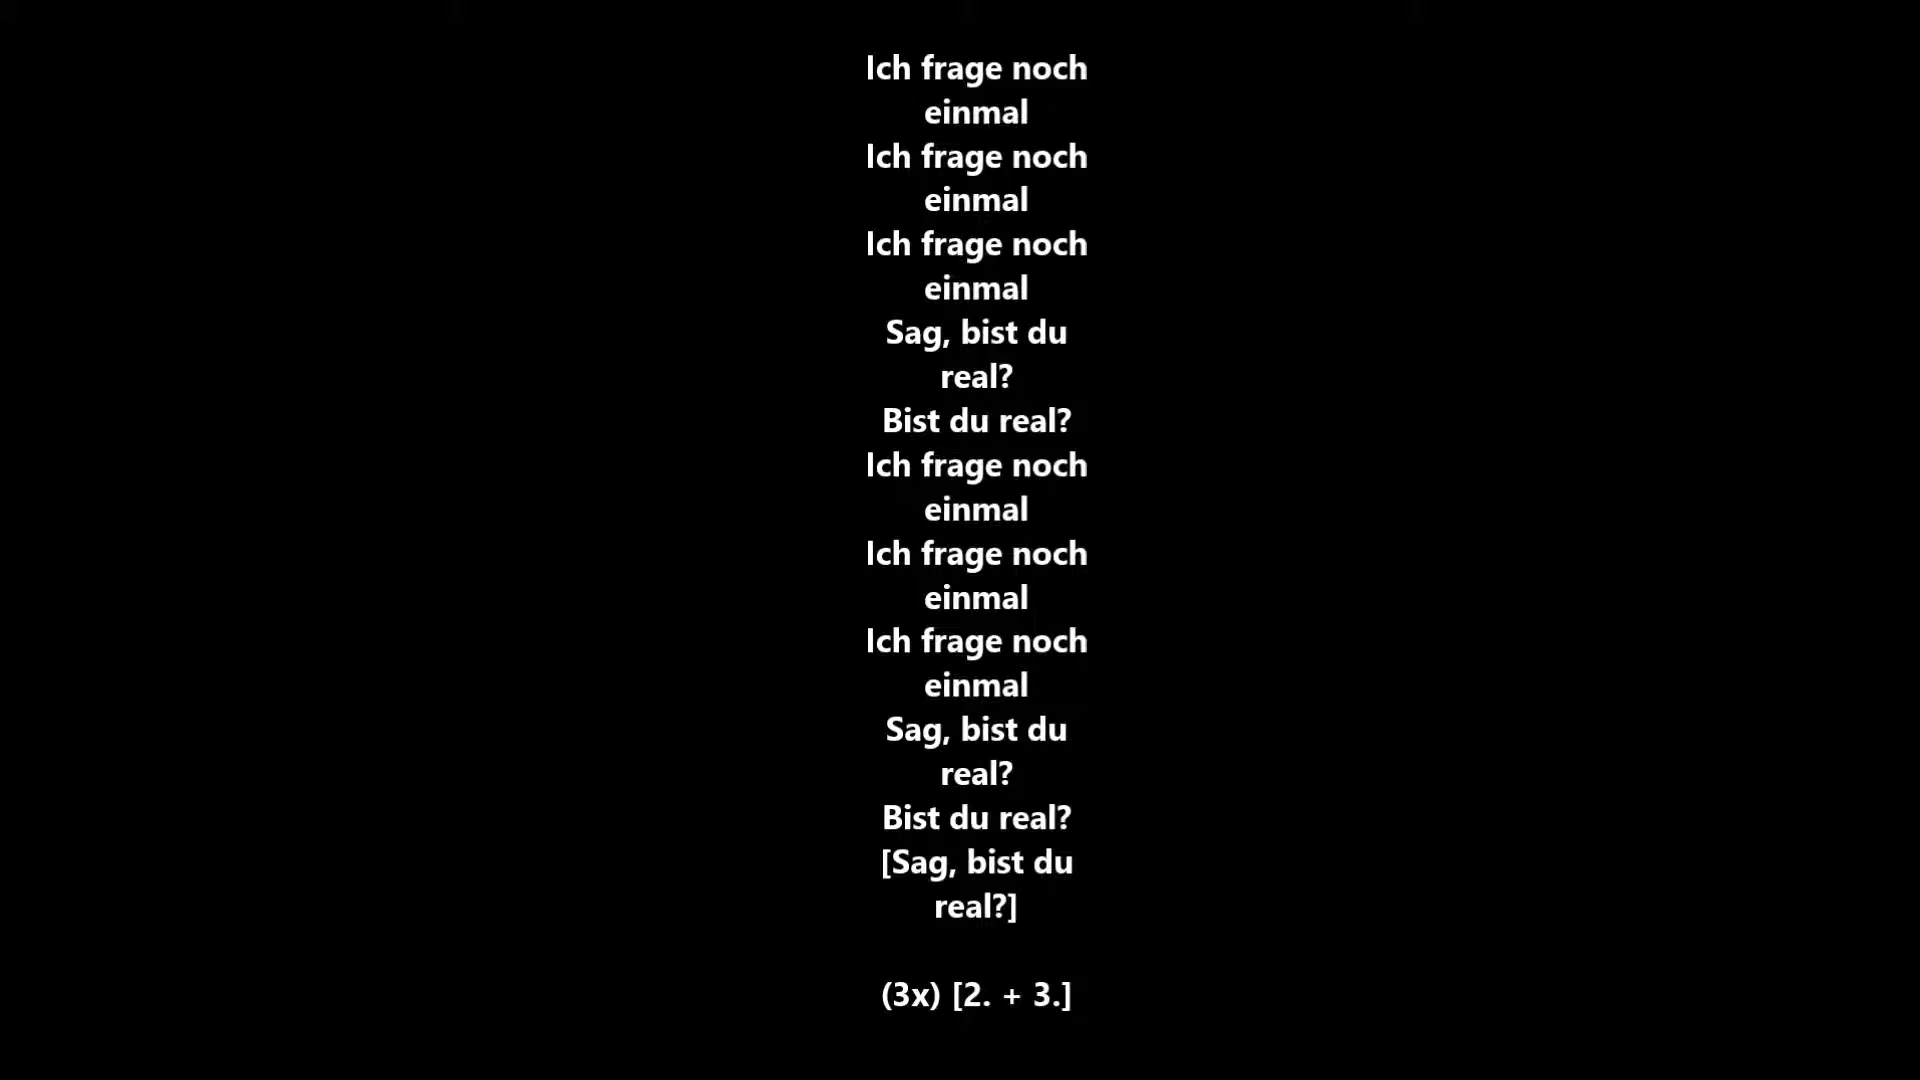 Ich frage noch
einmal
Ich frage noch
einmal
Ich frage noch
einmal
Sag, bist du
real?
Bist du real?
Ich frage noch
einmal
Ich frage noch
einmal
Ich frage noch
einmal
Sag, bist du
real?
Bist du real?
[Sag, bist du
real?]
(3x) [2. + 3.]